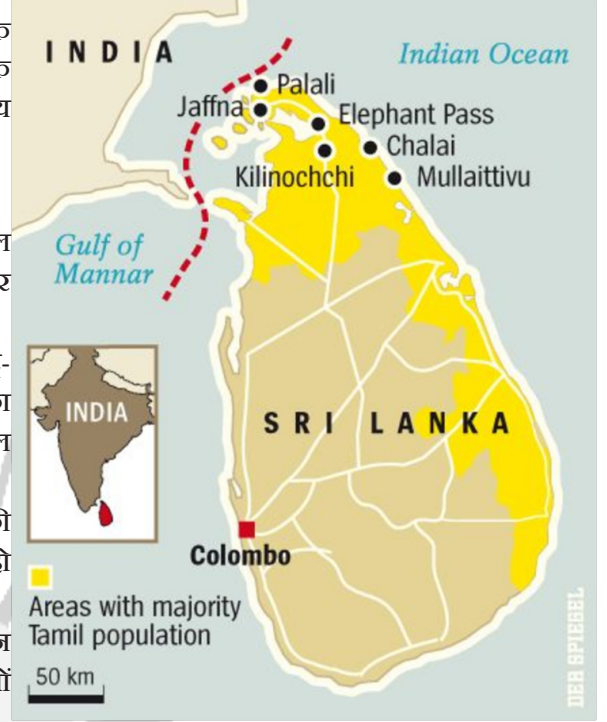 INDIA
Indian Ocean
Palali
Jaffna
Elephant Pass
Chalai
Kilinochchi
Mullaittivu
Gulf of
Mannar
INDIA
SRI LANKA
Colombo
Areas with majority
Tamil population
50 km
DER SPIEGEL